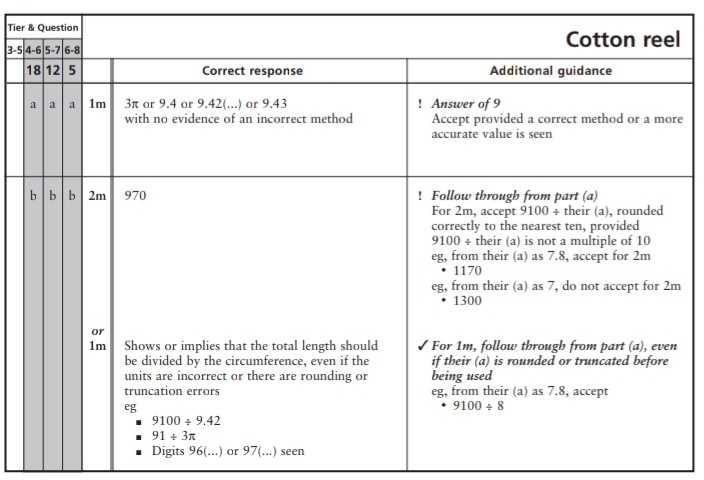 Tier & Question
Cotton reel
3-5 4-6 5-7 6-8
18 12 5
Correct response
Additional guidance
a a a 1m
3π or 9.4 or 9.42(...) or 9.43
with no evidence of an incorrect method
! Answer of 9
Accept provided a correct method or a more
accurate value is seen
b b b 2m
970
! Follow through from part (a)
For 2m, accept 9100 ÷ their (a), rounded
correctly to the nearest ten, provided
9100 ÷ their (a) is not a multiple of 10
eg, from their (a) as 7.8, accept for 2m
◆ 1170
eg, from their (a) as 7, do not accept for 2m
◆ 1300
or
1m
Shows or implies that the total length should
be divided by the circumference, even if the
units are incorrect or there are rounding or
truncation errors
eg
■ 9100 ÷ 9.42
■ 91 ÷ 3π
■ Digits 96(...) or 97(...) seen
✓ For 1m, follow through from part (a), even
if their (a) is rounded or truncated before
being used
eg, from their (a) as 7.8, accept
◆ 9100 ÷ 8